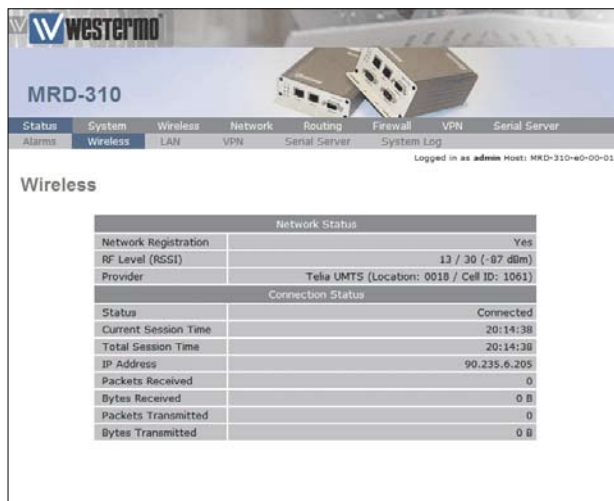 Westermo
MRD-310
Status System Wireless Network Routing Firewall VPN Serial Server
Alarms Wireless LAN VPN Serial Server System Log
Logged in as admin Host: MRD-310-e0-00-01
Wireless
Network Status
Network Registration Yes
RF Level (RSSI) 13 / 30 (-87 dBm)
Provider Telia UMTS (Location: 0018 / Cell ID: 1061)
Connection Status
Status Connected
Current Session Time 20:14:38
Total Session Time 20:14:38
IP Address 90.235.6.205
Packets Received 0
Bytes Received 0 B
Packets Transmitted 0
Bytes Transmitted 0 B